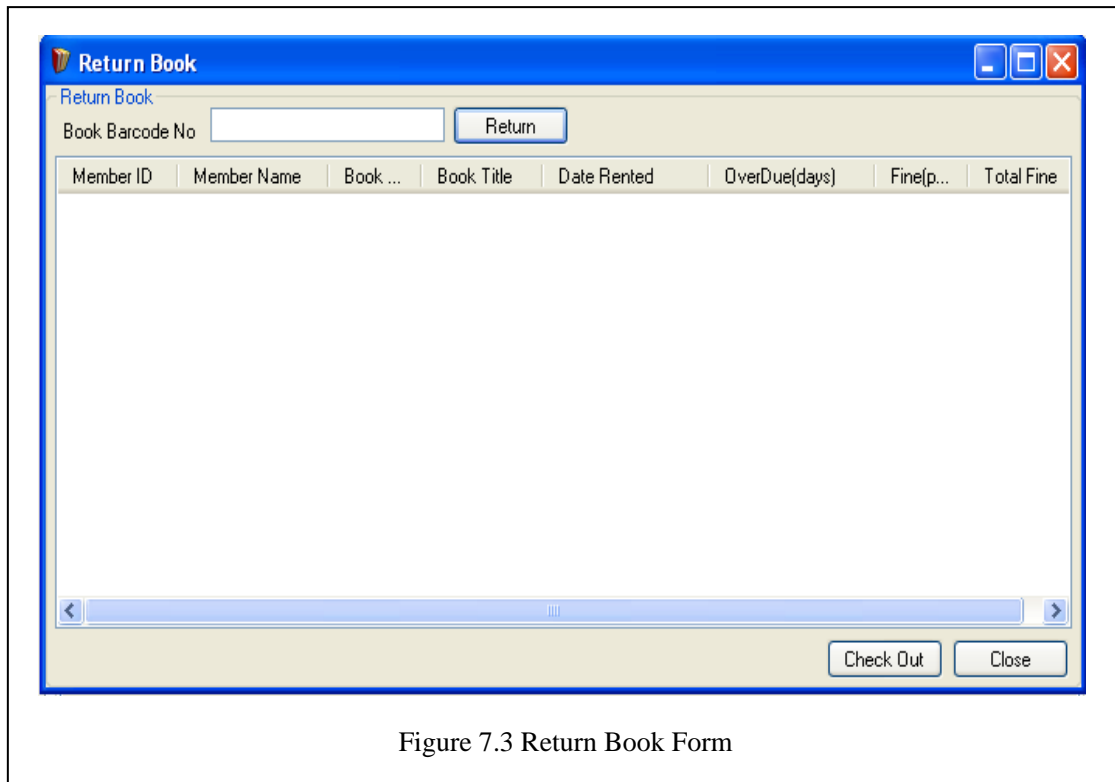 Return Book
Return Book
Book Barcode No Return
Member ID Member Name Book ... Book Title Date Rented OverDue(days) Fine(p... Total Fine
Check Out Close
Figure 7.3 Return Book Form